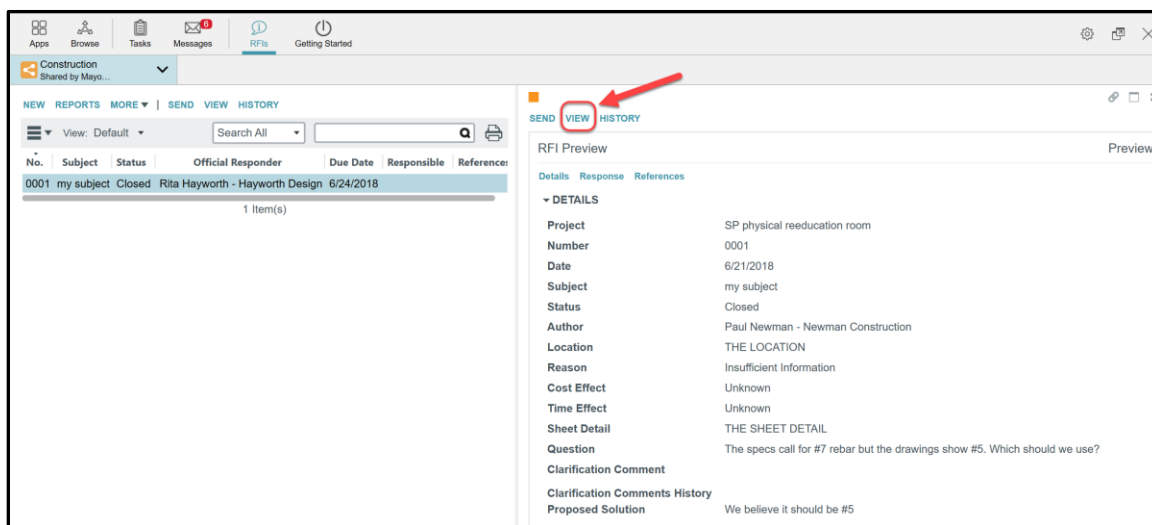 6
Apps Browse Tasks Messages RFIs Getting Started
Construction
Shared by Mayo...
NEW REPORTS MORE | SEND VIEW HISTORY
View: Default Search All
No. Subject Status Official Responder Due Date Responsible References
0001 my subject Closed Rita Hayworth - Hayworth Design 6/24/2018
1 Item(s)
SEND VIEW HISTORY
RFI Preview Preview
Details Response References
DETAILS
Project SP physical reeducation room
Number 0001
Date 6/21/2018
Subject my subject
Status Closed
Author Paul Newman - Newman Construction
Location THE LOCATION
Reason Insufficient Information
Cost Effect Unknown
Time Effect Unknown
Sheet Detail THE SHEET DETAIL
Question The specs call for #7 rebar but the drawings show #5. Which should we use?
Clarification Comment
Clarification Comments History
Proposed Solution We believe it should be #5